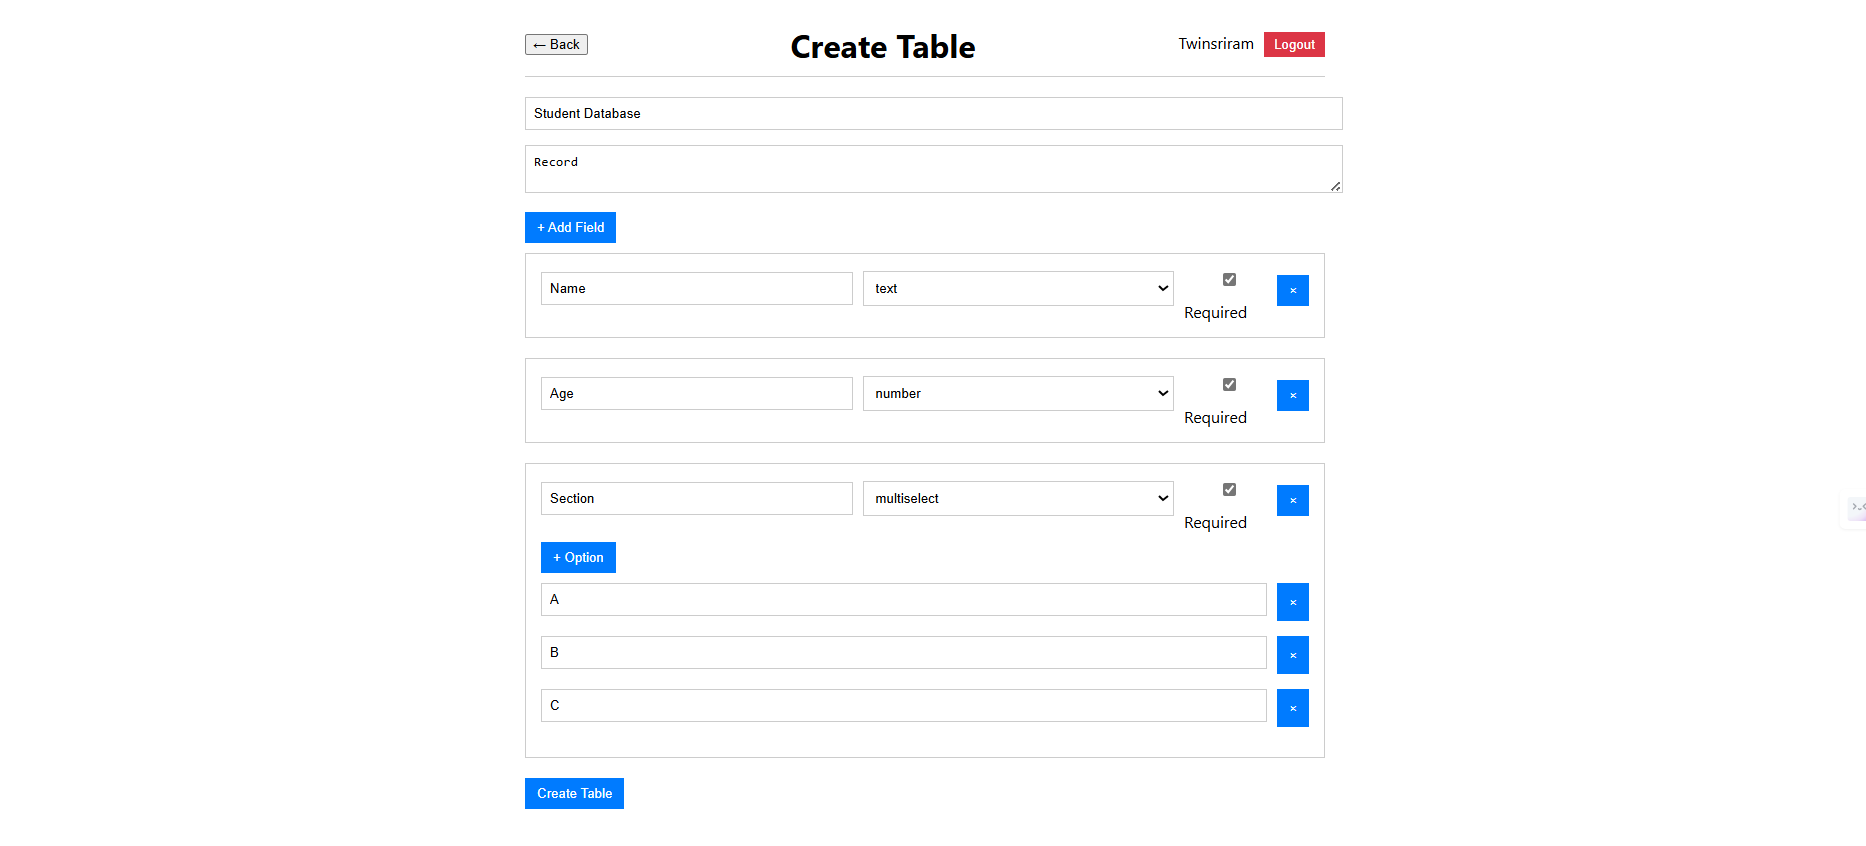 ← Back
Create Table
Twinsriram
Logout
Student Database
Record
+ Add Field
Name
text
Required
×
Age
number
Required
×
Section
multiselect
Required
×
+ Option
A
×
B
×
C
×
Create Table